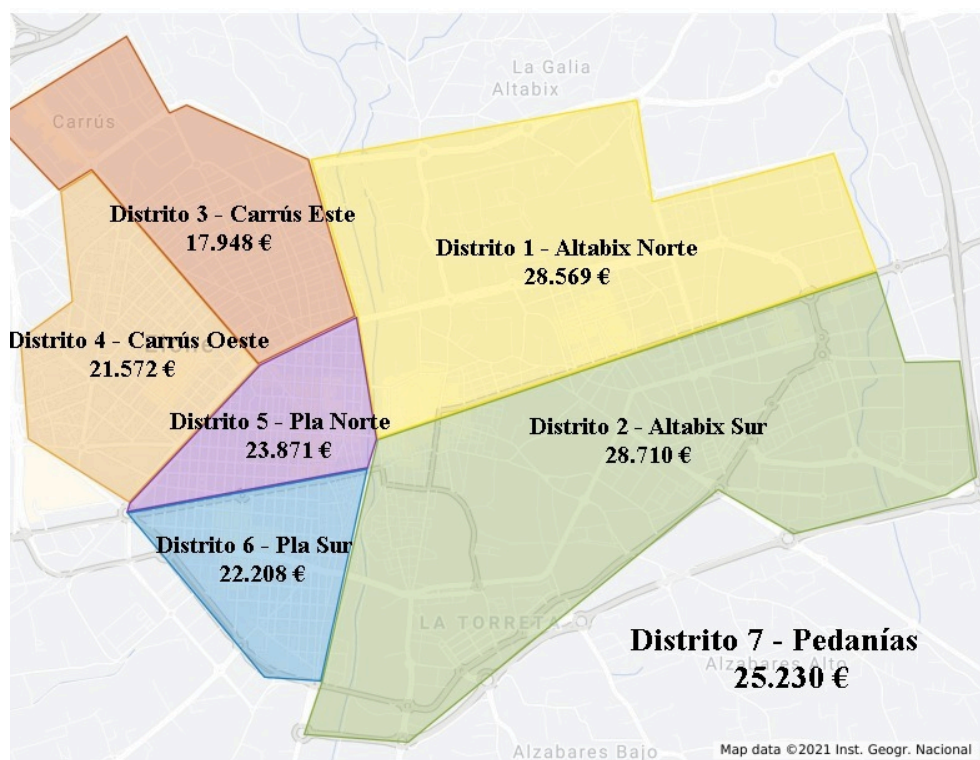 La Galia
Altabix
Carrús
Distrito 3 - Carrús Este
17.948 €
Distrito 1 - Altabix Norte
28.569 €
Distrito 4 - Carrús Oeste
21.572 €
Distrito 5 - Pla Norte
23.871 €
Distrito 2 - Altabix Sur
28.710 €
Distrito 6 - Pla Sur
22.208 €
LA TORRETA
Distrito 7 - Pedanías
Alzabares Alto
25.230 €
Alzabares Bajo
Map data ©2021 Inst. Geogr. Nacional